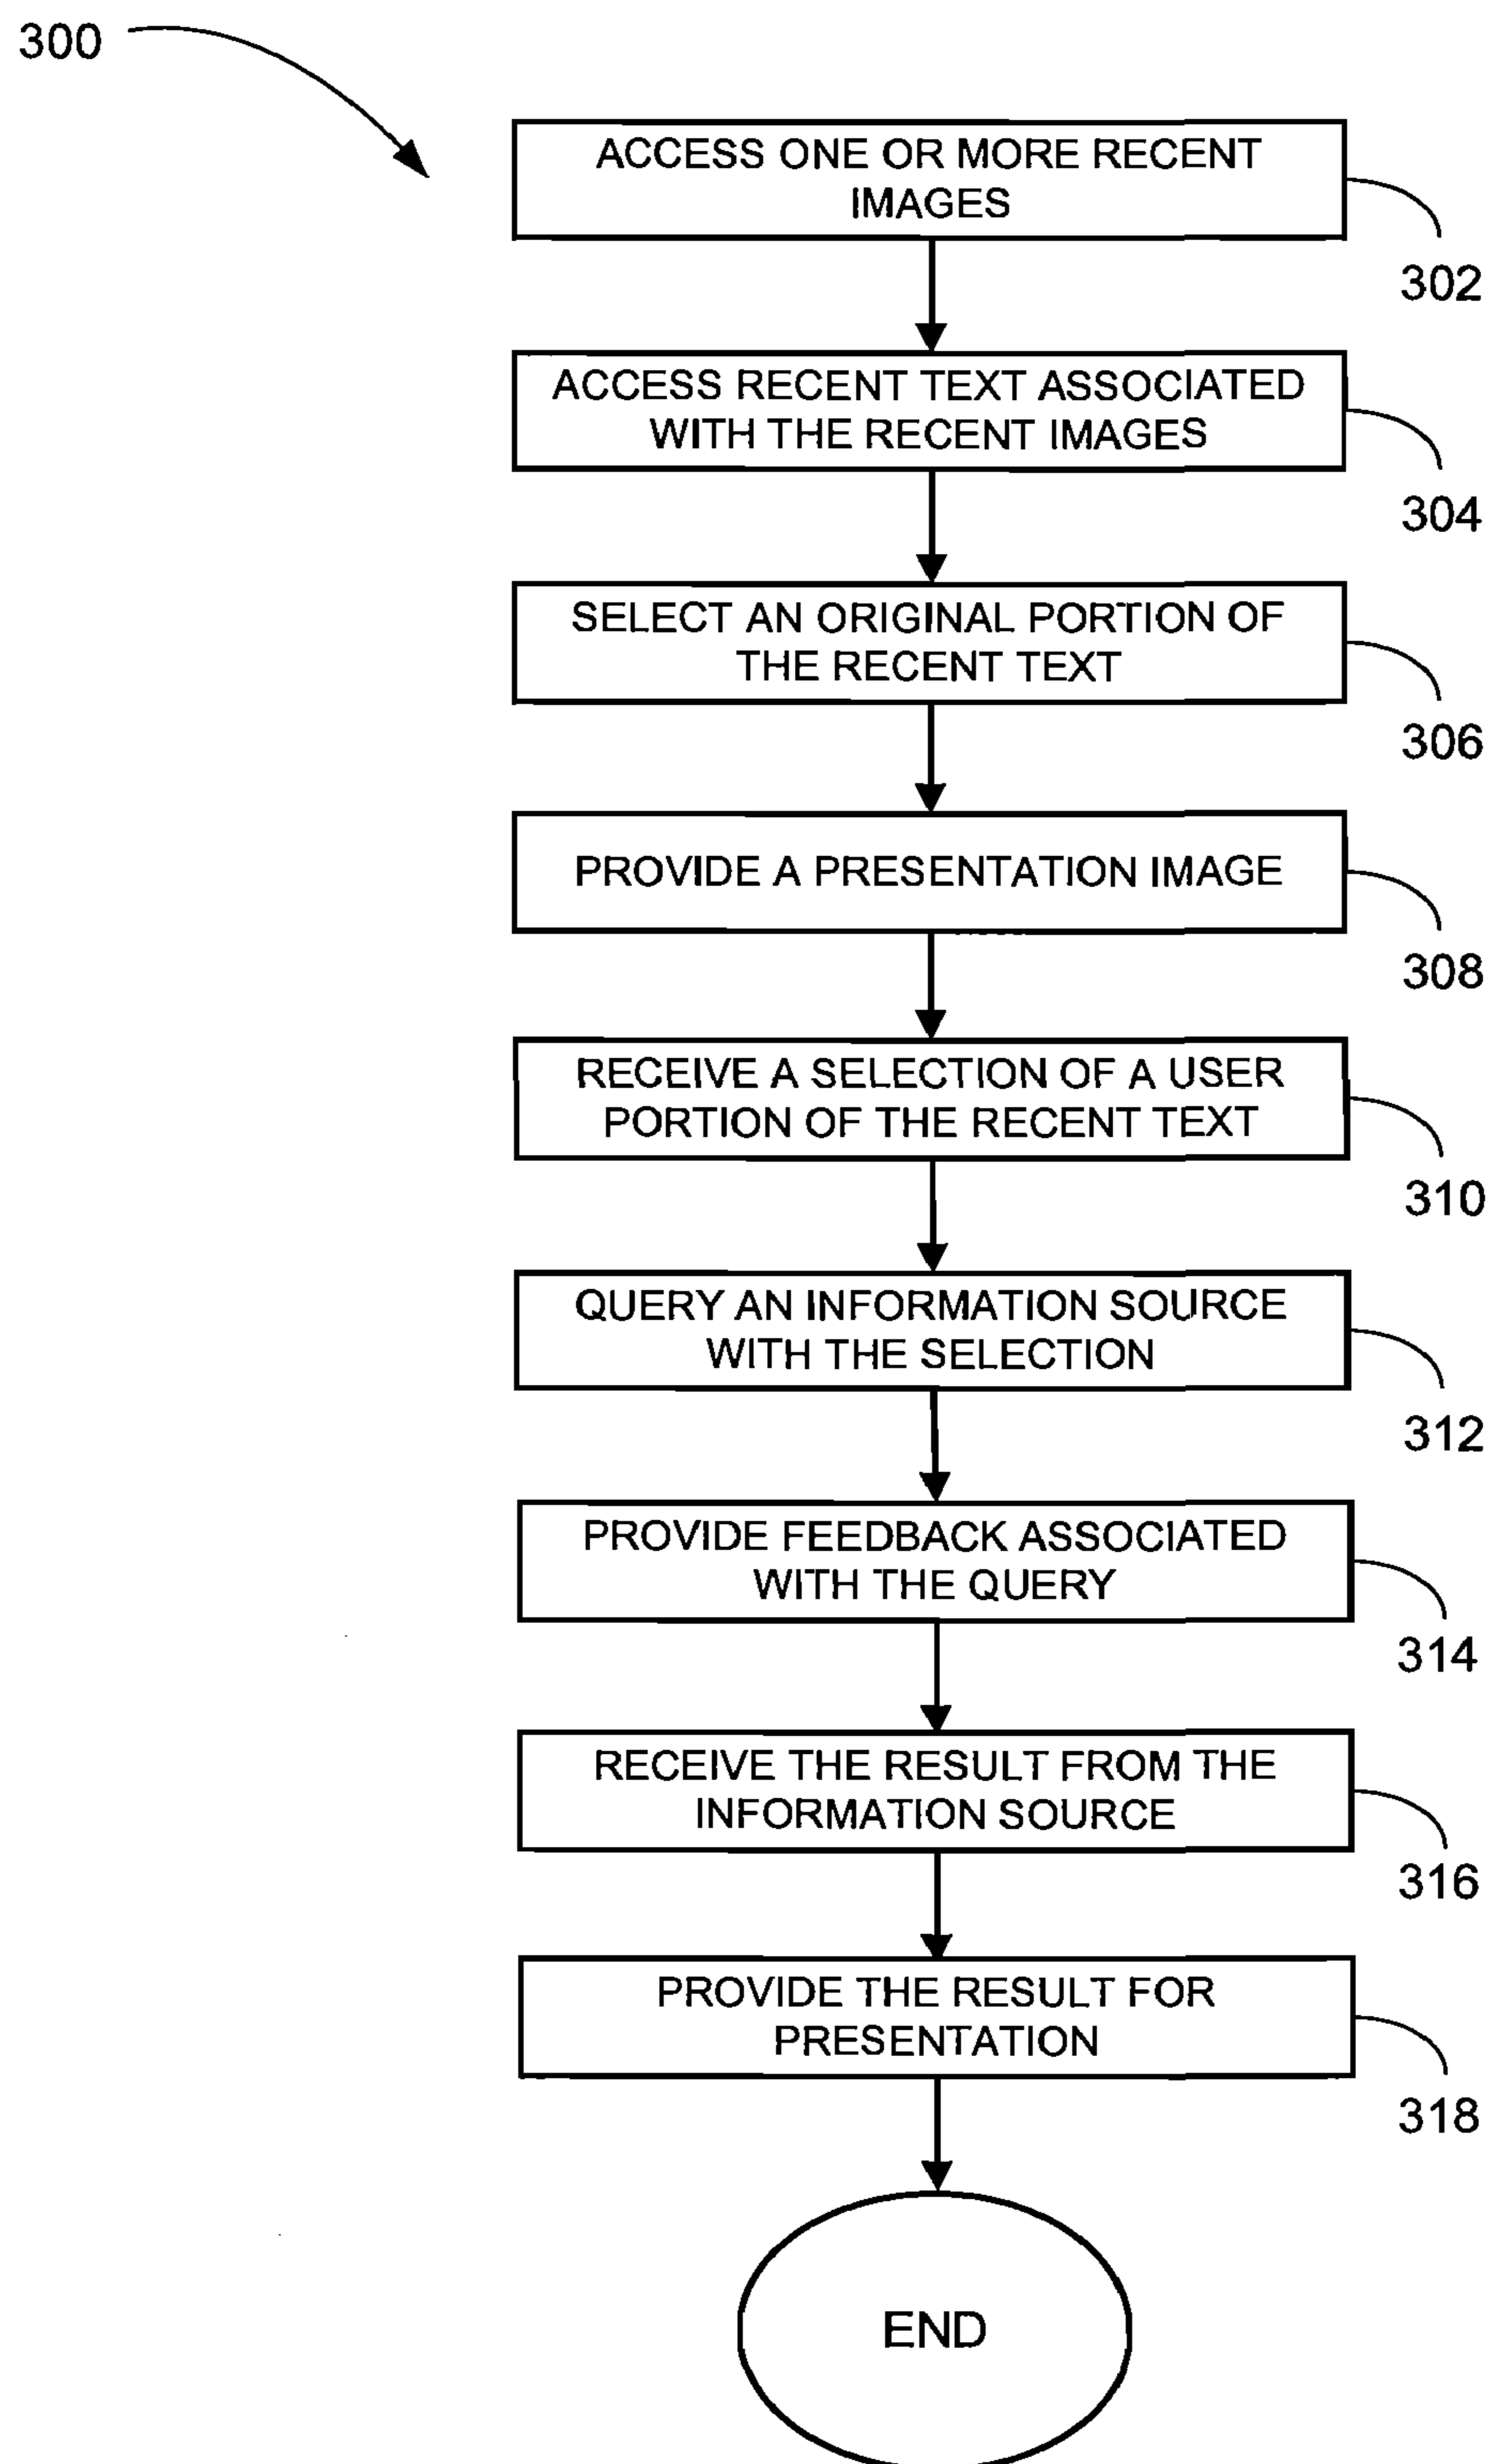 300
ACCESS ONE OR MORE RECENT
IMAGES
302
ACCESS RECENT TEXT ASSOCIATED
WITH THE RECENT IMAGES
304
SELECT AN ORIGINAL PORTION OF
THE RECENT TEXT
306
PROVIDE A PRESENTATION IMAGE
308
RECEIVE A SELECTION OF A USER
PORTION OF THE RECENT TEXT
310
QUERY AN INFORMATION SOURCE
WITH THE SELECTION
312
PROVIDE FEEDBACK ASSOCIATED
WITH THE QUERY
314
RECEIVE THE RESULT FROM THE
INFORMATION SOURCE
316
PROVIDE THE RESULT FOR
PRESENTATION
318
END